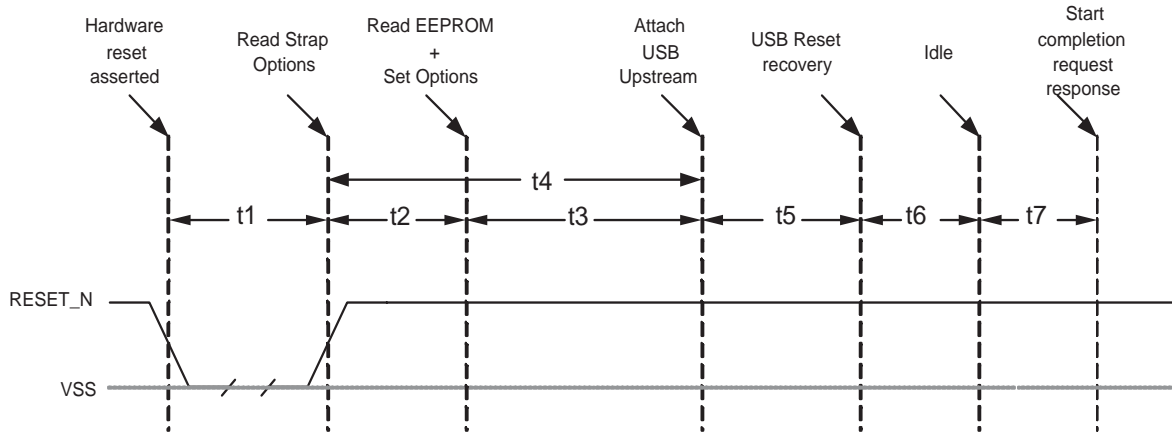 Hardware
reset
asserted
Read Strap
Options
Read EEPROM
+
Set Options
Attach
USB
Upstream
USB Reset
recovery
Idle
Start
completion
request
response
t4
t1
t2
t3
t5
t6
t7
RESET_N
VSS